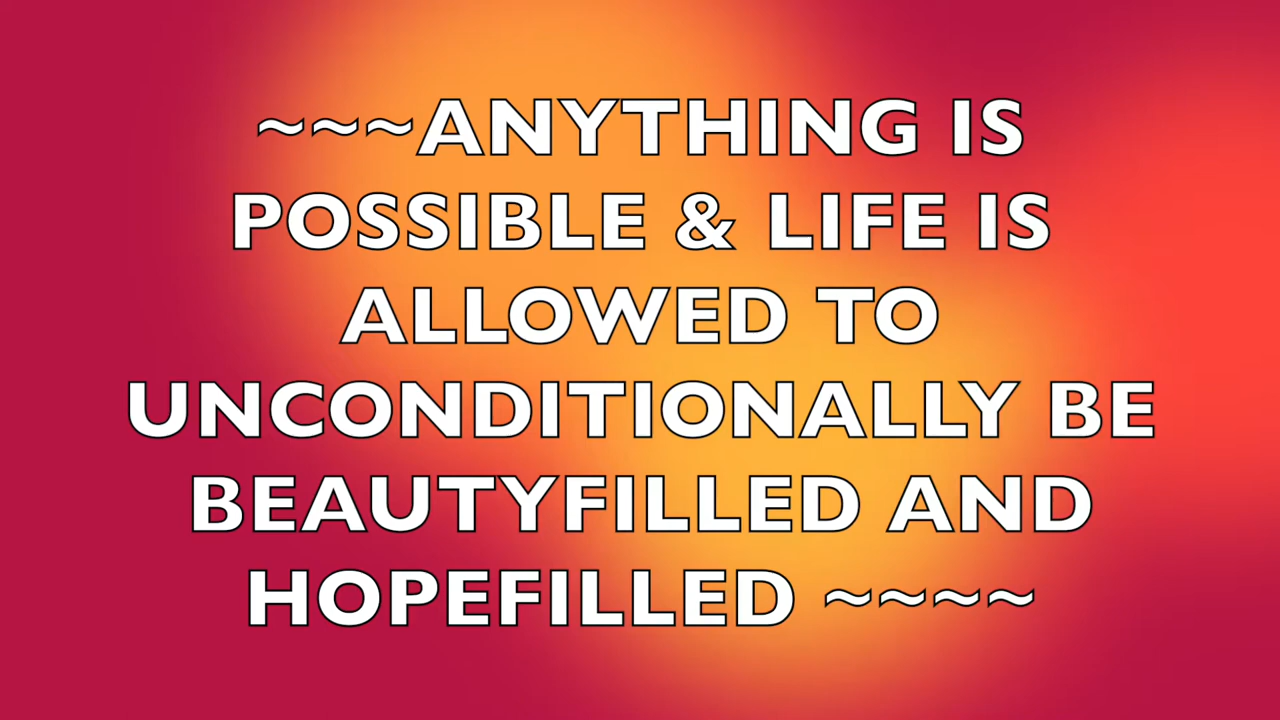 ~~~ANYTHING IS
POSSIBLE & LIFE IS
ALLOWED TO
UNCONDITIONALLY BE
BEAUTYFILLED AND
HOPEFILLED ~~~~